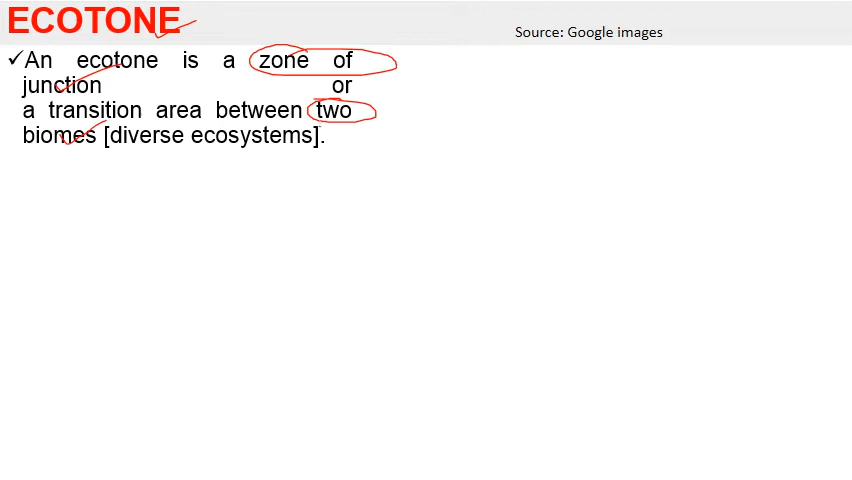 ECOTONE
Source: Google images
✓An ecotone is a zone of
junction or
a transition area between two
biomes [diverse ecosystems].